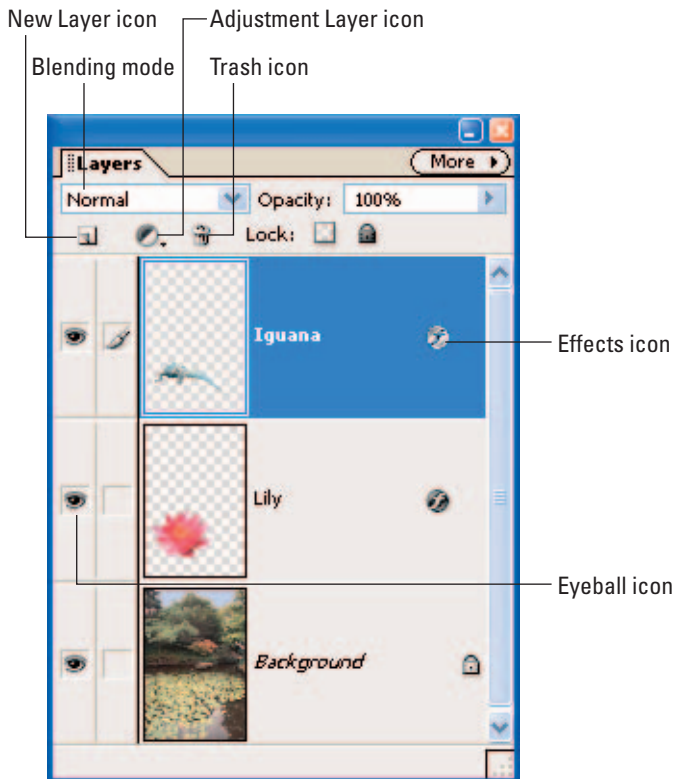 New Layer icon
Adjustment Layer icon
Blending mode
Trash icon
Layers
More
Normal
Opacity: 100%
Lock:
Iguana
Effects icon
Lily
Eyeball icon
Background